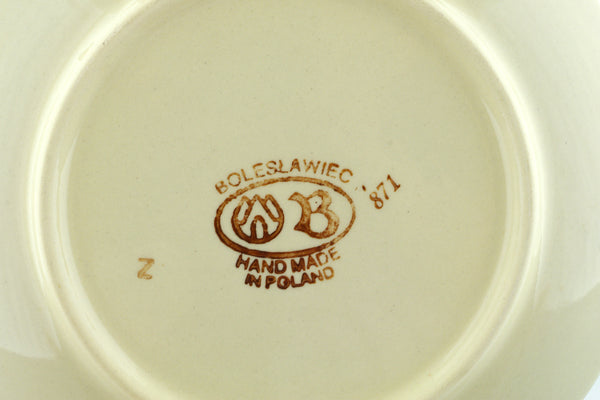 BOLESŁAWIEC
B
HAND MADE
IN POLAND
871
Z